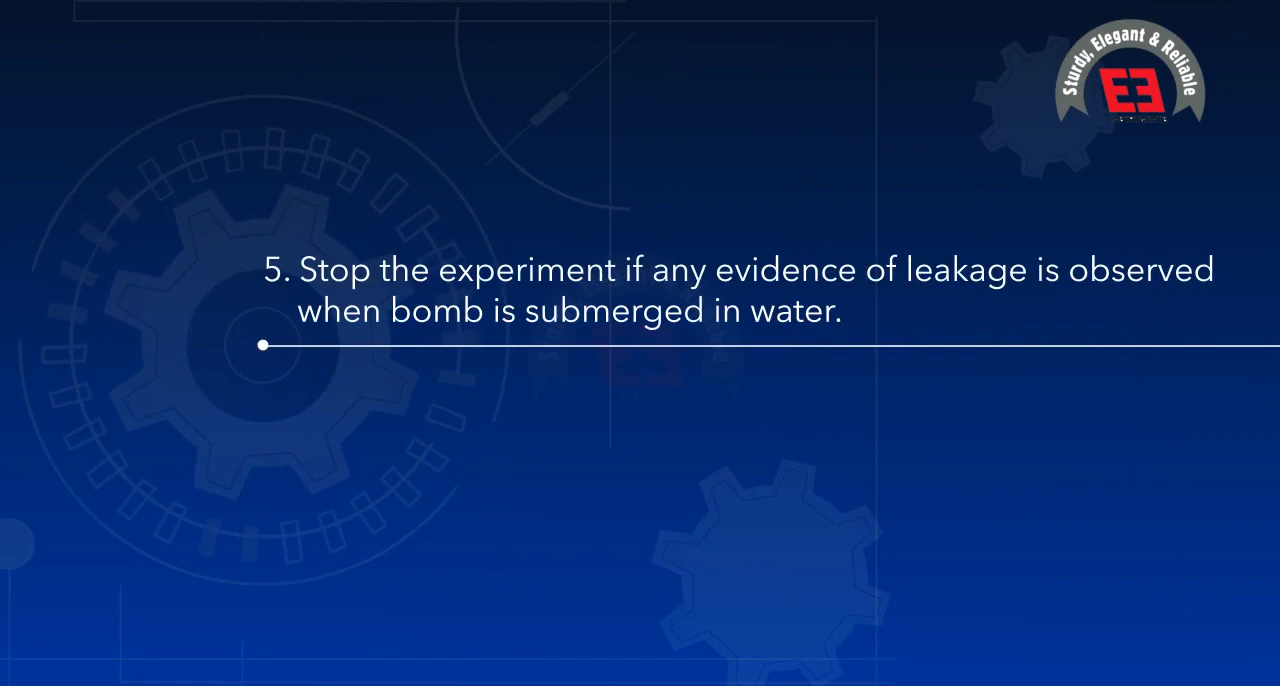 Sturdy, Elegant & Reliable
5. Stop the experiment if any evidence of leakage is observed
when bomb is submerged in water.